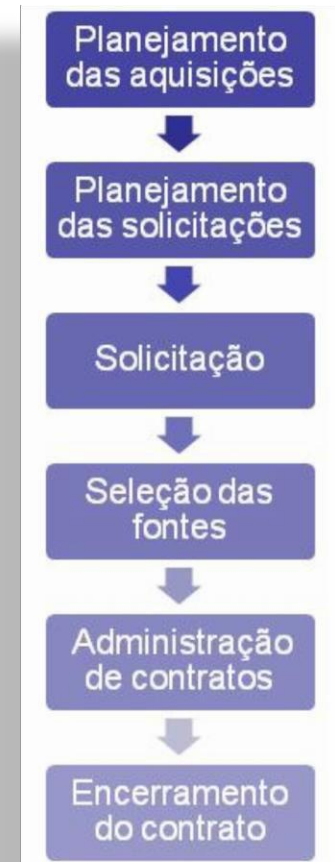 Planejamento
das aquisições
Planejamento
das solicitações
Solicitação
Seleção das
fontes
Administração
de contratos
Encerramento
do contrato